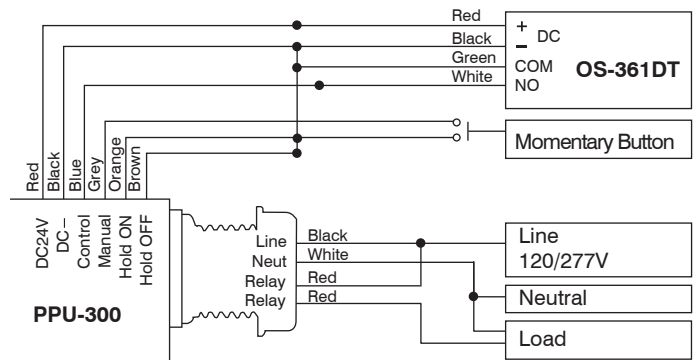 Red
Black
Green
White
+
–
DC
COM
NO
OS-361DT
Momentary Button
Red
Black
Blue
Grey
Orange
Brown
DC24V
DC–
Control
Manual
Hold ON
Hold OFF
PPU-300
Line
Neut
Relay
Relay
Black
White
Red
Red
Line
120/277V
Neutral
Load